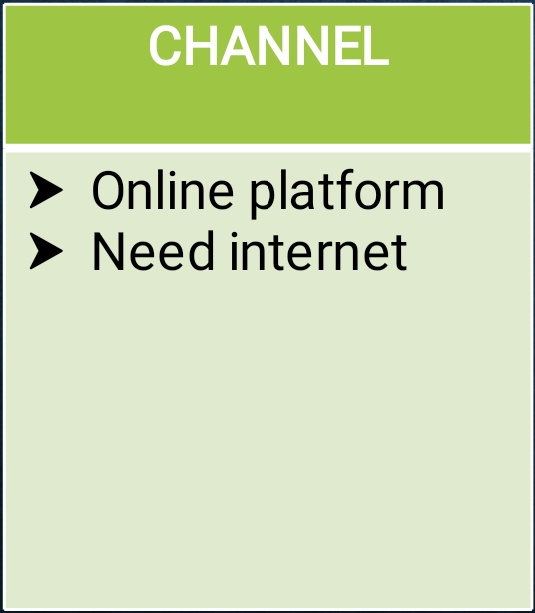 CHANNEL
➤ Online platform
➤ Need internet